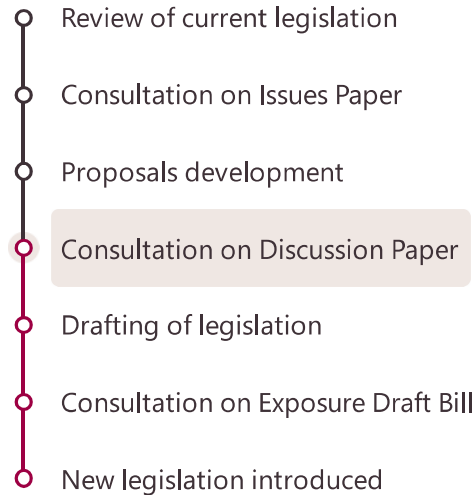 Review of current legislation
Consultation on Issues Paper
Proposals development
Consultation on Discussion Paper
Drafting of legislation
Consultation on Exposure Draft Bill
New legislation introduced